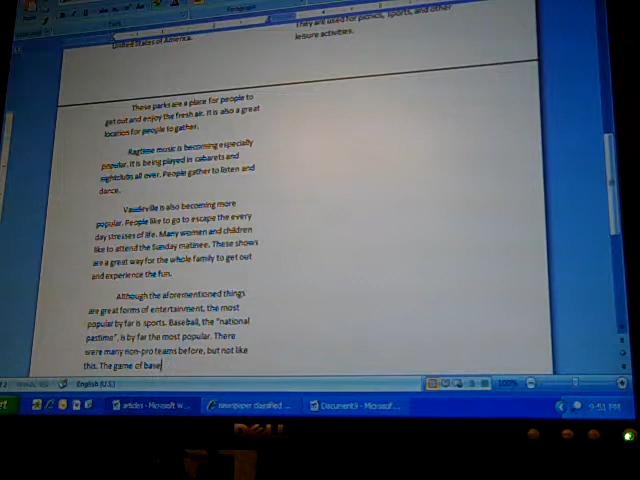 Paragraph
United States of America.
They are used for picnics, sports, and other
leisure activities.
These parks are a place for people to
get out and enjoy the fresh air. It is also a great
location for people to gather.
Ragtime music is becoming especially
popular. It is being played in cabarets and
nightclubs all over. People gather to listen and
dance.
Vaudeville is also becoming more
popular. People like to go to escape the every
day stresses of life. Many women and children
like to attend the Sunday matinee. These shows
are a great way for the whole family to get out
and experience the fun.
Although the aforementioned things
are great forms of entertainment, the most
popular by far is sports. Baseball, the "national
pastime", is by far the most popular. There
were many non-pro teams before, but not like
this. The game of base
English (U.S.)
100%
articles - Microsoft W...
newspaper classified ...
Document9 - Microsof...
9:51 PM
DELL